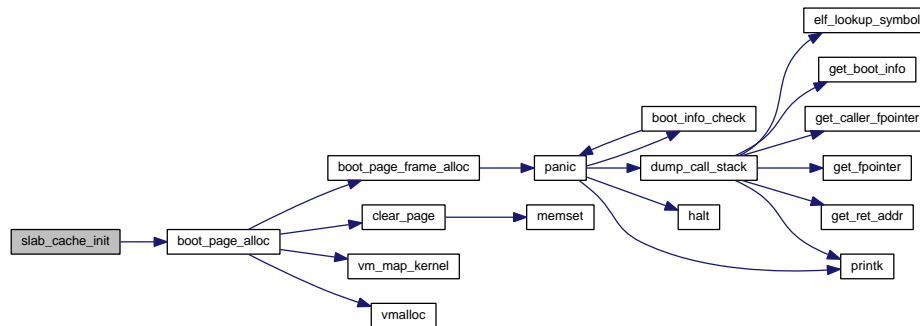 elf_lookup_symbol
get_boot_info
boot_info_check
get_caller_fpointer
boot_page_frame_alloc
panic
dump_call_stack
get_fpointer
clear_page
memset
halt
get_ret_addr
slab_cache_init
boot_page_alloc
vm_map_kernel
printk
vmalloc